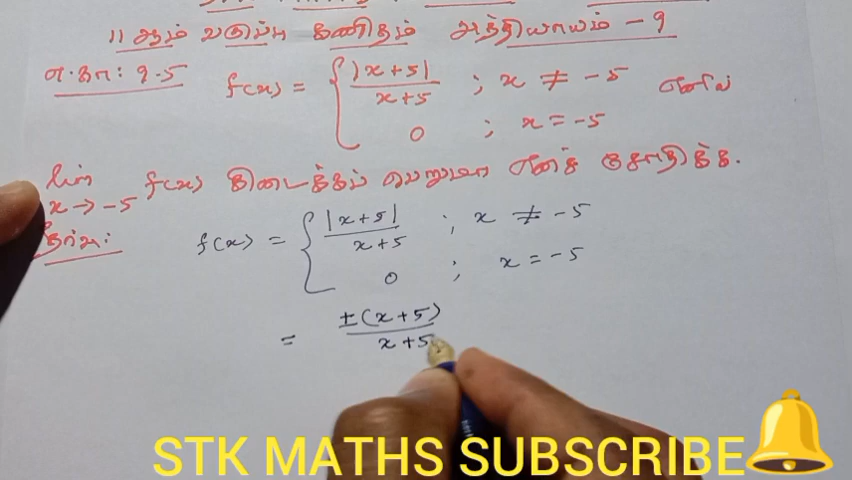 11 ஆம் வகுப்பு கணிதம் அத்தியாயம் - 9
எ.கா: 9.5 f(x) = { |x+5| / x+5 ; x ≠ -5 எனில்
0 ; x = -5
lim x → -5 f(x) கிடைக்கப் பெறுமா எனச் சோதிக்க.
தீர்வு: f(x) = { |x+5| / x+5 ; x ≠ -5
0 ; x = -5
= ±(x+5) / x+5
STK MATHS SUBSCRIBE